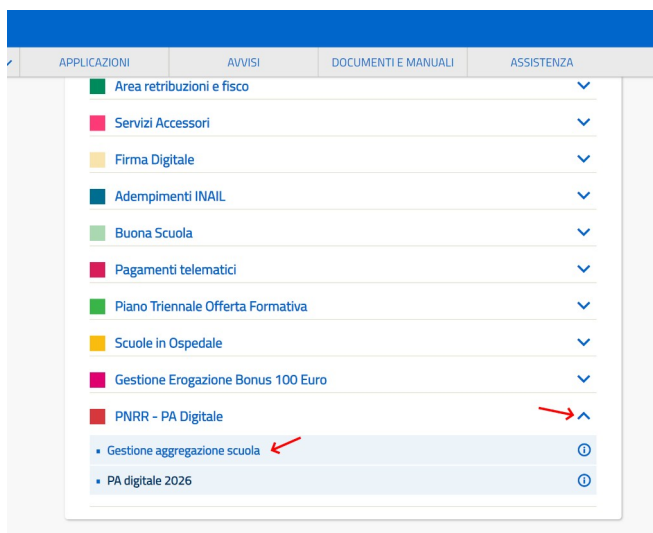 APPLICAZIONI AVVISI DOCUMENTI E MANUALI ASSISTENZA
Area retribuzioni e fisco
Servizi Accessori
Firma Digitale
Adempimenti INAIL
Buona Scuola
Pagamenti telematici
Piano Triennale Offerta Formativa
Scuole in Ospedale
Gestione Erogazione Bonus 100 Euro
PNRR - PA Digitale
Gestione aggregazione scuola
PA digitale 2026